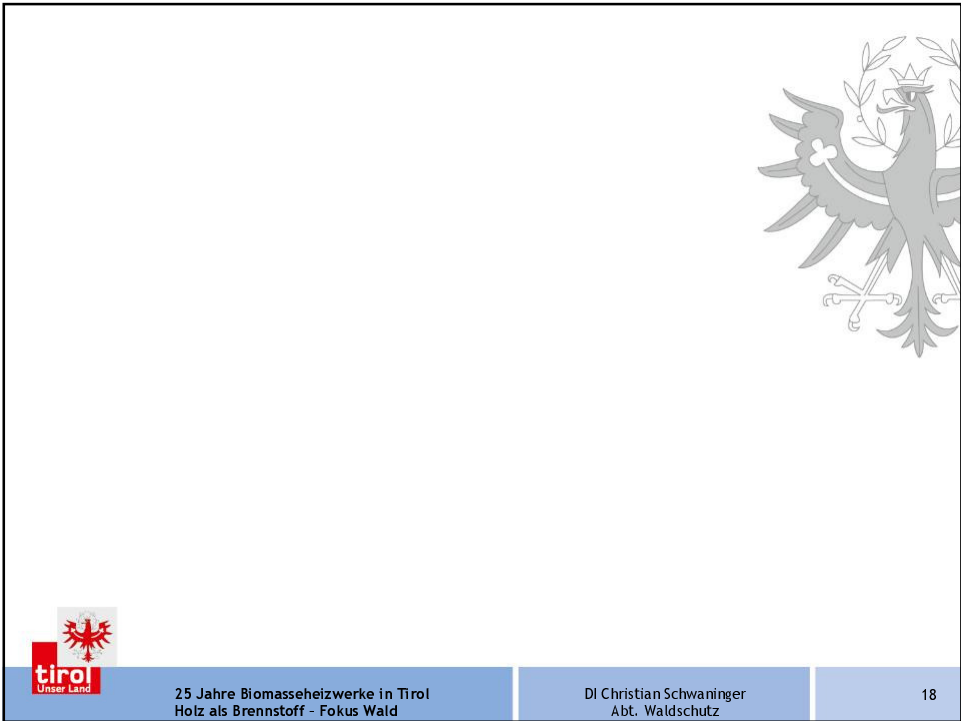 tirol
Unser Land
25 Jahre Biomasseheizwerke in Tirol
Holz als Brennstoff – Fokus Wald
DI Christian Schwaninger
Abt. Waldschutz
18